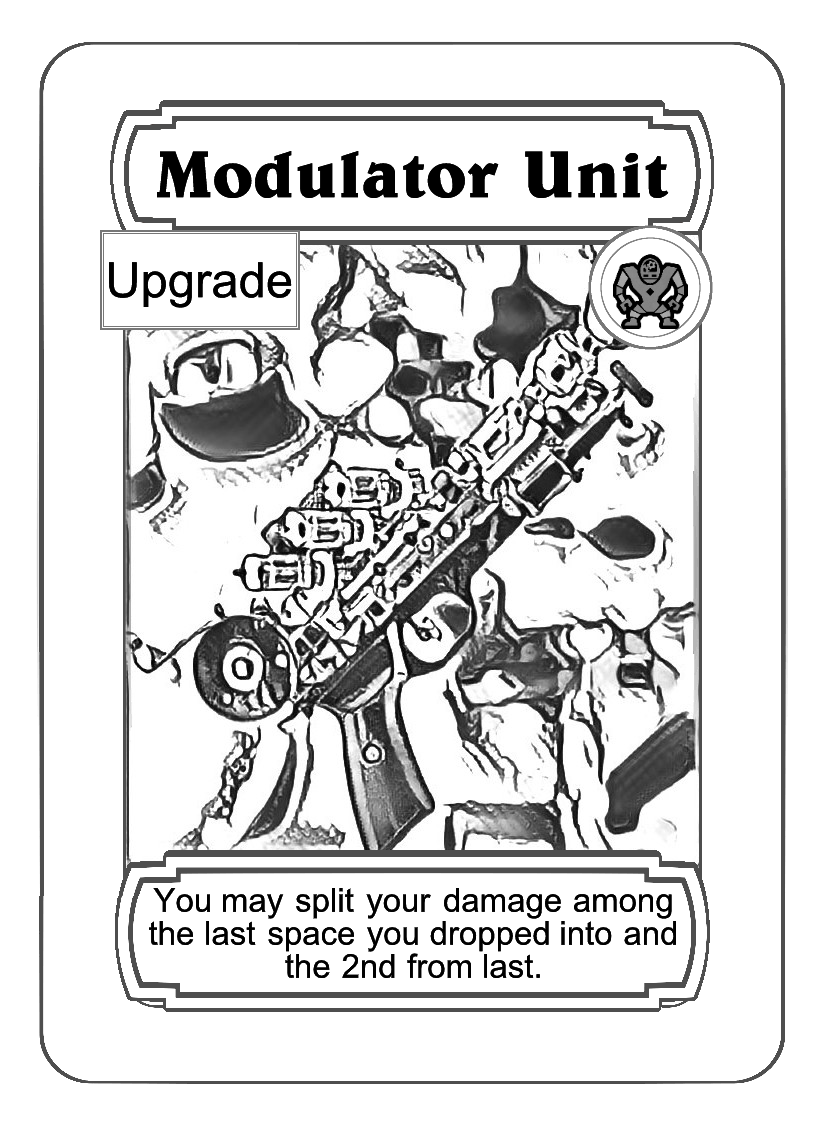 Modulator Unit
Upgrade
You may split your damage among
the last space you dropped into and
the 2nd from last.